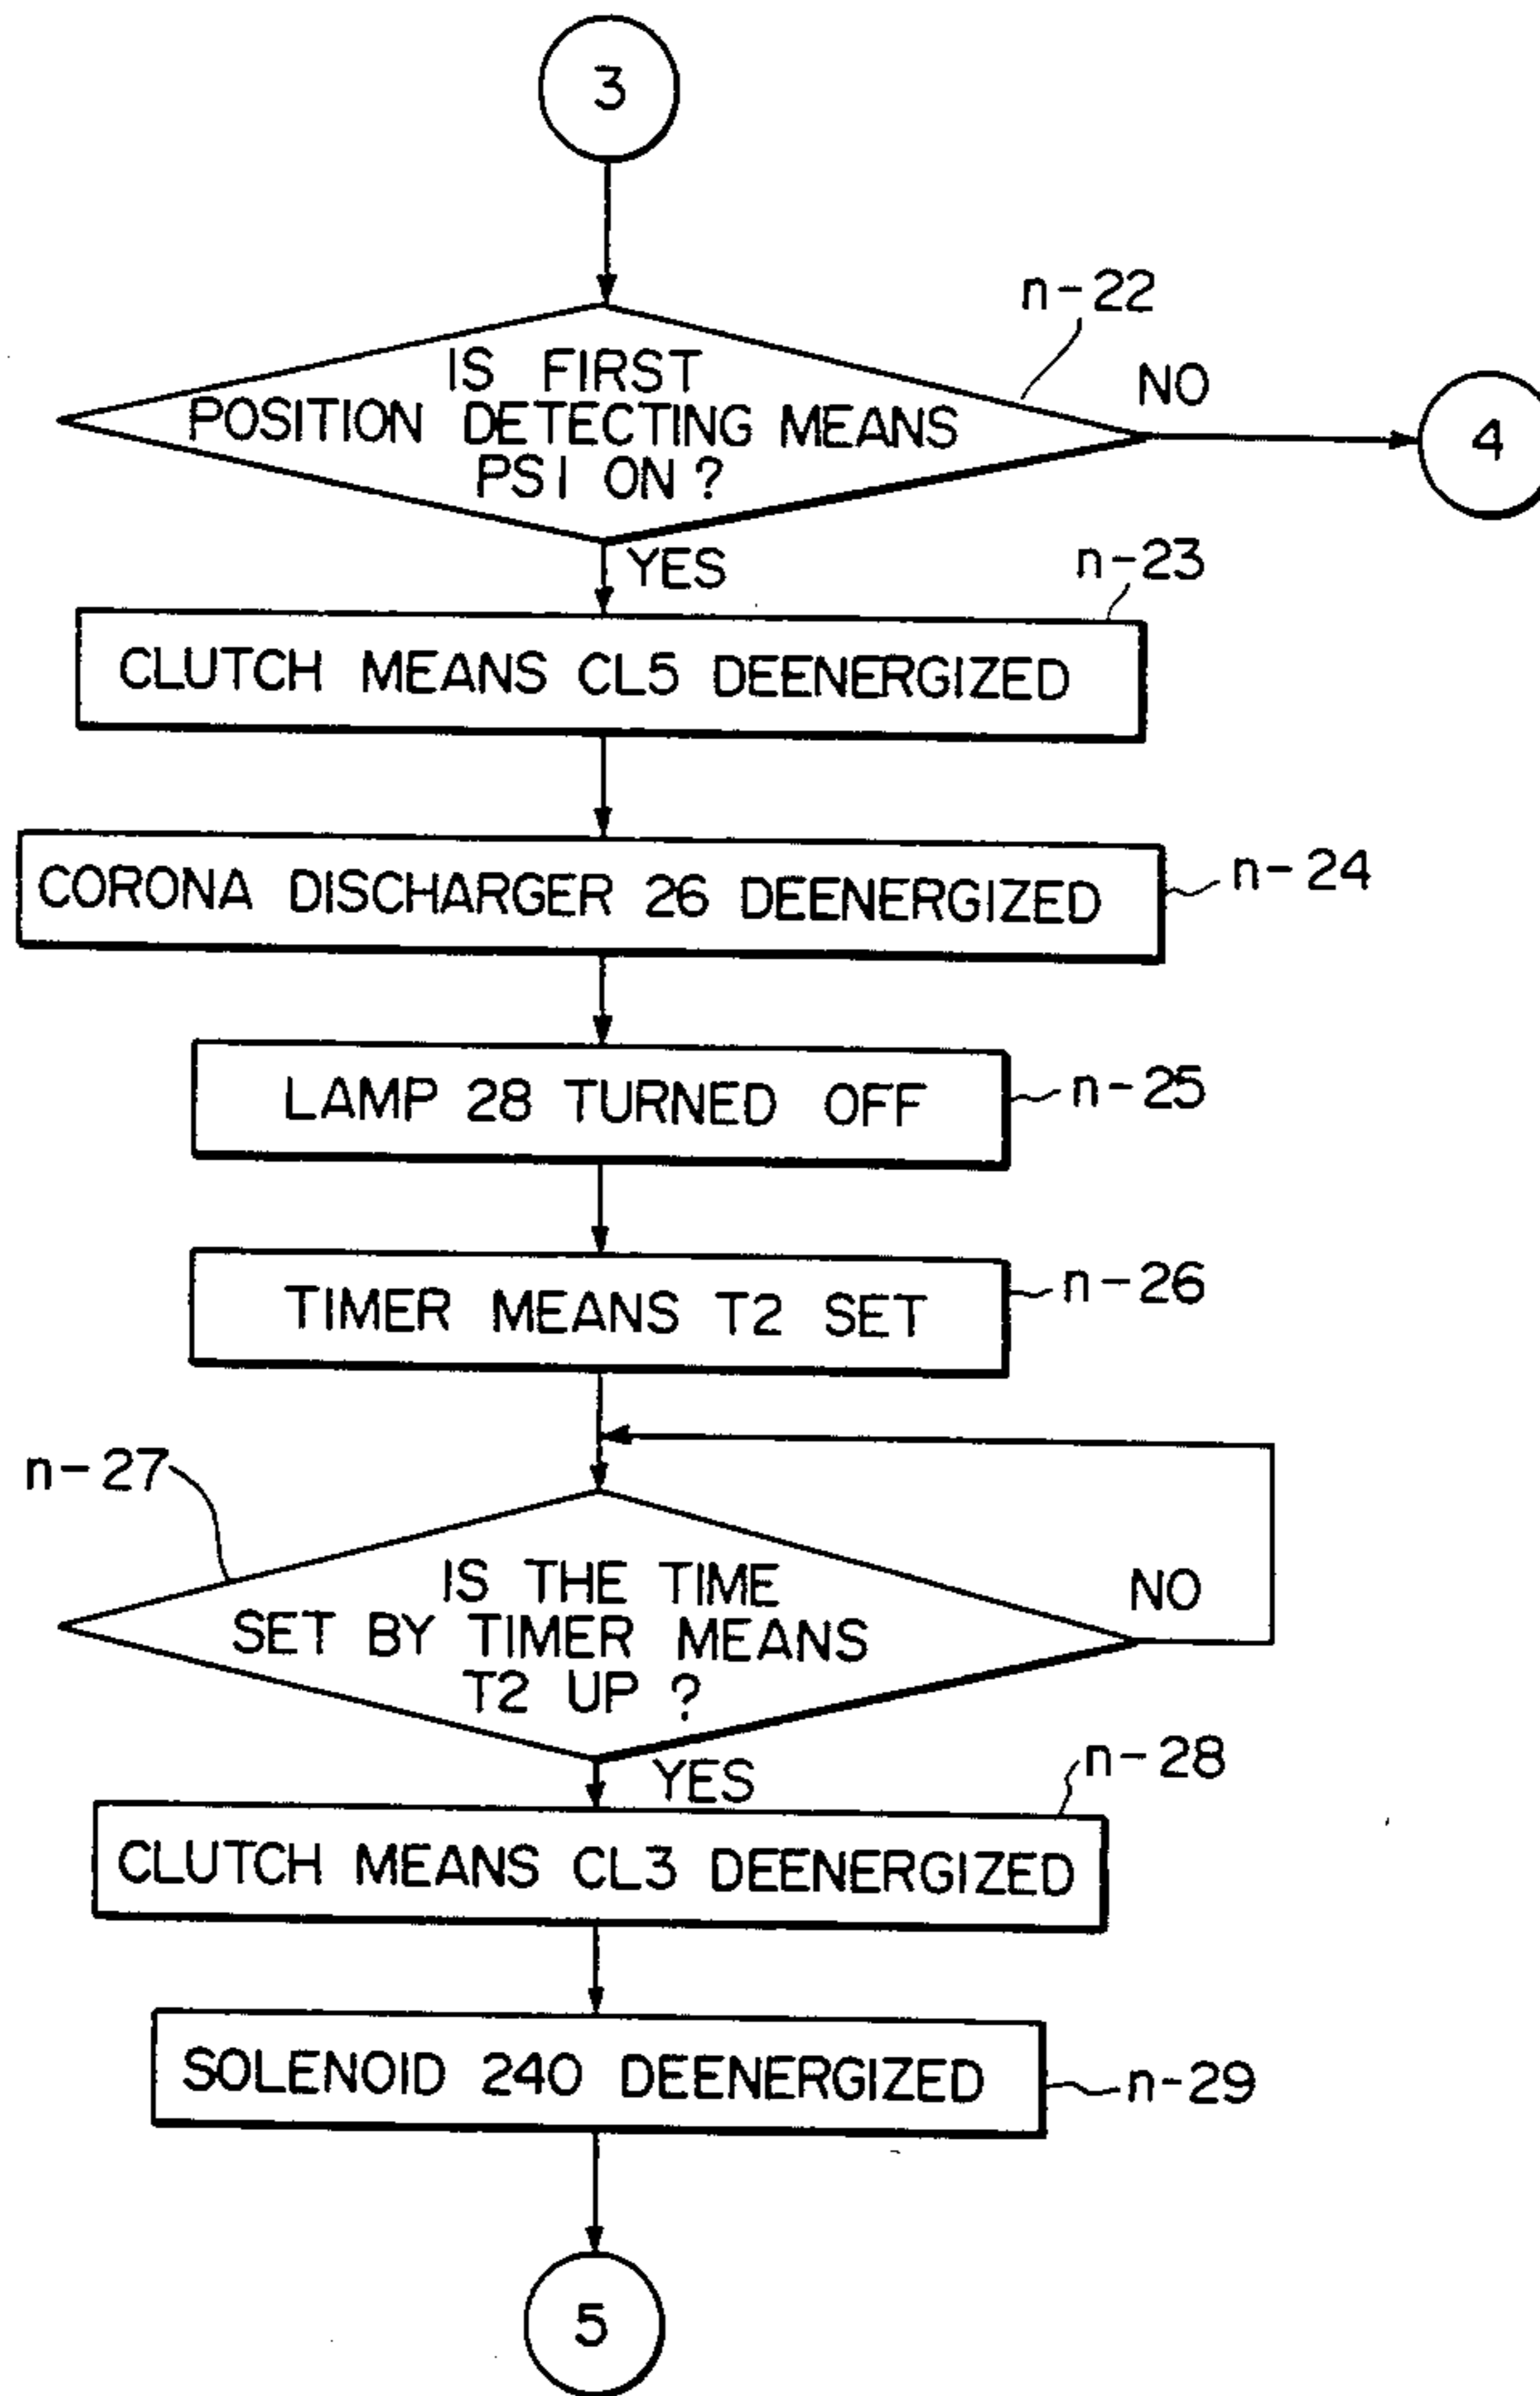 3
n-22
IS FIRST
POSITION DETECTING MEANS
PS1 ON ?
NO
4
YES
n-23
CLUTCH MEANS CL5 DEENERGIZED
CORONA DISCHARGER 26 DEENERGIZED
n-24
LAMP 28 TURNED OFF
n-25
TIMER MEANS T2 SET
n-26
n-27
IS THE TIME
SET BY TIMER MEANS
T2 UP ?
NO
YES
n-28
CLUTCH MEANS CL3 DEENERGIZED
SOLENOID 240 DEENERGIZED
n-29
5